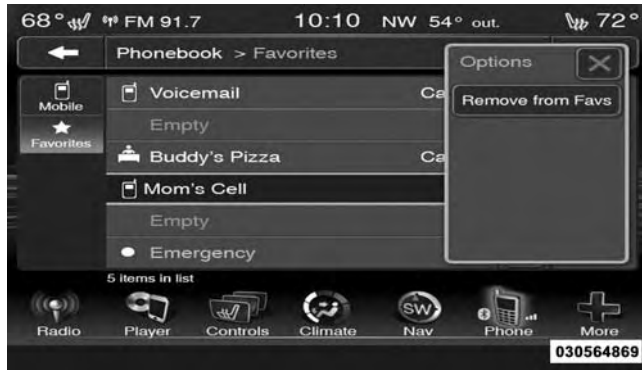 68° FM 91.7 10:10 NW 54° out. 72°
Phonebook > Favorites
Options
Mobile
Voicemail Ca
Remove from Favs
Empty
Favorites
Buddy's Pizza Ca
Mom's Cell
Empty
Emergency
5 items in list
SW
Radio Player Controls Climate Nav Phone More
030564869